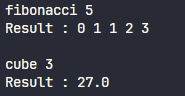 fibonacci 5
Result : 0 1 1 2 3
cube 3
Result : 27.0